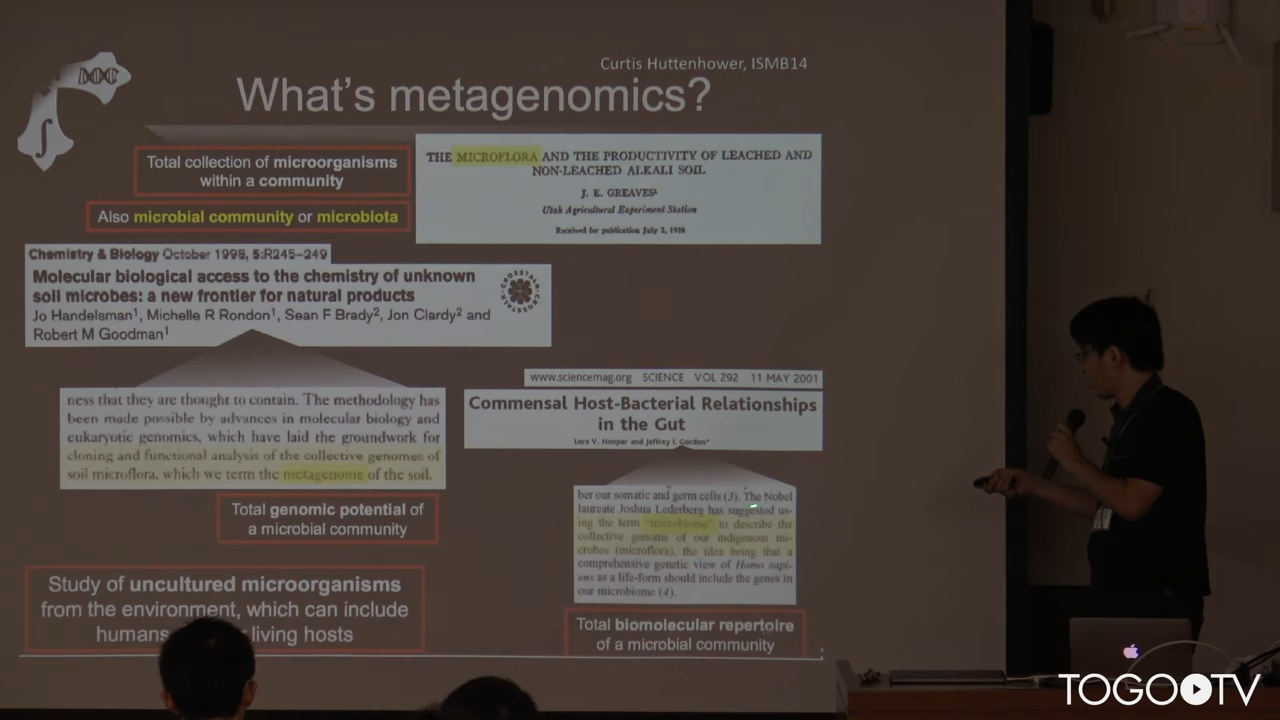 Curtis Huttenhower, ISMB14
What's metagenomics?
Total collection of microorganisms
within a community
Also microbial community or microbiota
THE MICROFLORA AND THE PRODUCTIVITY OF LEACHED AND
NON-LEACHED ALKALI SOIL
J. E. GREAVES¹
Utah Agricultural Experiment Station
Received for publication July 2, 1916
Chemistry & Biology October 1998, 5:R245–249
Molecular biological access to the chemistry of unknown
soil microbes: a new frontier for natural products
Jo Handelsman¹, Michelle R Rondon¹, Sean F Brady², Jon Clardy² and
Robert M Goodman¹
CROSSTALK CROSSTALK
ness that they are thought to contain. The methodology has
been made possible by advances in molecular biology and
eukaryotic genomics, which have laid the groundwork for
cloning and functional analysis of the collective genomes of
soil microflora, which we term the metagenome of the soil.
Total genomic potential of
a microbial community
Study of uncultured microorganisms
from the environment, which can include
humans living hosts
www.sciencemag.org SCIENCE VOL 292 11 MAY 2001
Commensal Host-Bacterial Relationships
in the Gut
Lora V. Hooper and Jeffrey I. Gordon*
ber our somatic and germ cells (3). The Nobel
laureate Joshua Lederberg has suggested us-
ing the term "microbiome" to describe the
collective genome of our indigenous mi-
crobes (microflora), the idea being that a
comprehensive genetic view of Homo sapi-
ens as a life-form should include the genes in
our microbiome (4).
Total biomolecular repertoire
of a microbial community
TOGO TV